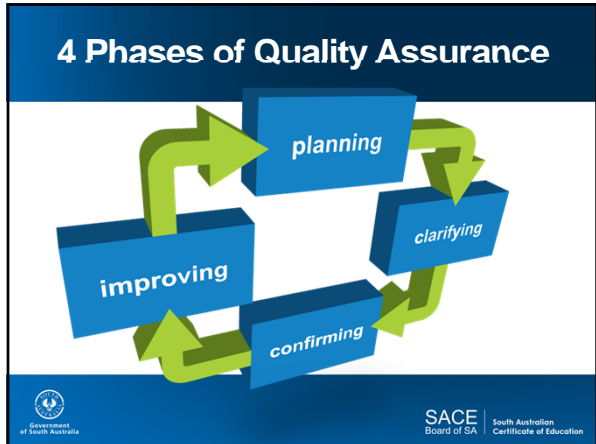 4 Phases of Quality Assurance
planning
clarifying
confirming
improving
Government
of South Australia
SACE
Board of SA
South Australian
Certificate of Education